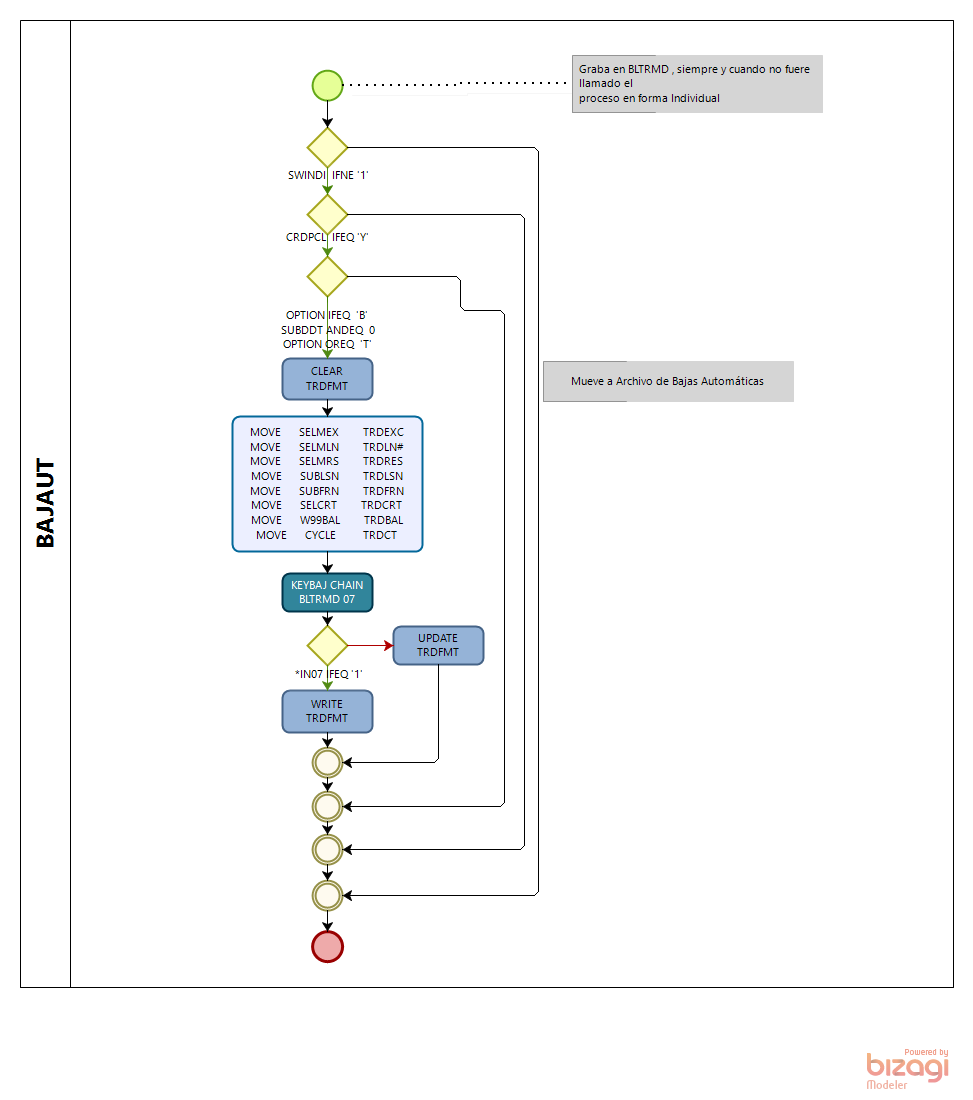 BAJAUT
Graba en BLTRMD , siempre y cuando no fuere
llamado el
proceso en forma Individual
SWINDI IFNE '1'
CRDPCL IFEQ 'Y'
OPTION IFEQ 'B'
SUBDDT ANDEQ 0
OPTION OREQ 'T'
CLEAR
TRDFMT
Mueve a Archivo de Bajas Automáticas
MOVE SELMEX TRDEXC
MOVE SELMLN TRDLN#
MOVE SELMRS TRDRES
MOVE SUBLSN TRDLSN
MOVE SUBFRN TRDFRN
MOVE SELCRT TRDCRT
MOVE W99BAL TRDBAL
MOVE CYCLE TRDCT
KEYBAJ CHAIN
BLTRMD 07
UPDATE
TRDFMT
*IN07 IFEQ '1'
WRITE
TRDFMT
Powered by
bizagi
Modeler